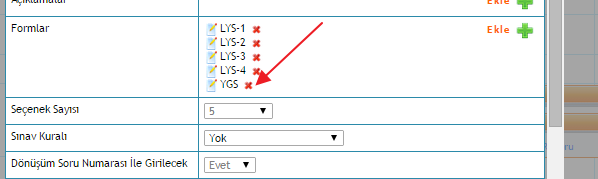 Açıklamalar Ekle
Formlar Ekle
LYS-1
LYS-2
LYS-3
LYS-4
YGS
Seçenek Sayısı 5
Sınav Kuralı Yok
Dönüşüm Soru Numarası İle Girilecek Evet